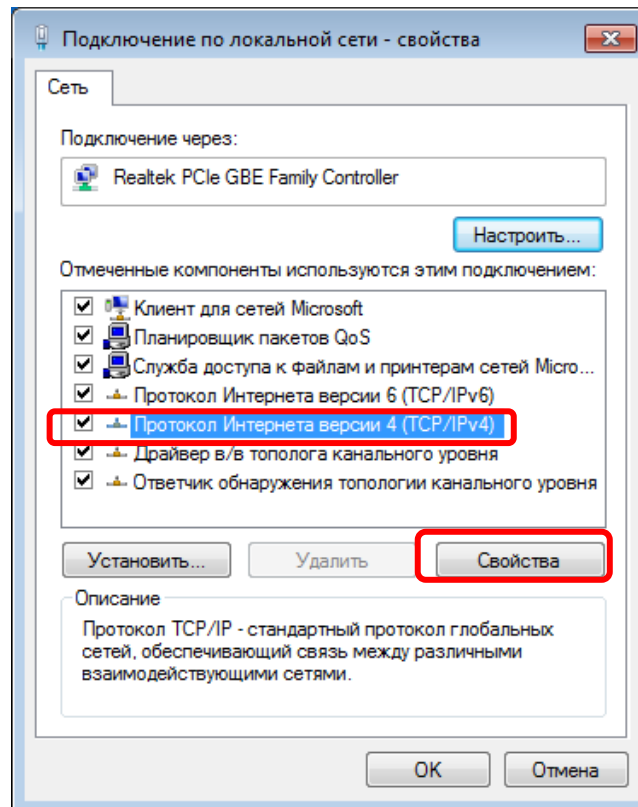 Подключение по локальной сети - свойства
Сеть
Подключение через:
Realtek PCIe GBE Family Controller
Настроить...
Отмеченные компоненты используются этим подключением:
Клиент для сетей Microsoft
Планировщик пакетов QoS
Служба доступа к файлам и принтерам сетей Micro...
Протокол Интернета версии 6 (TCP/IPv6)
Протокол Интернета версии 4 (TCP/IPv4)
Драйвер в/в тополога канального уровня
Ответчик обнаружения топологии канального уровня
Установить...
Удалить
Свойства
Описание
Протокол TCP/IP - стандартный протокол глобальных
сетей, обеспечивающий связь между различными
взаимодействующими сетями.
OK
Отмена